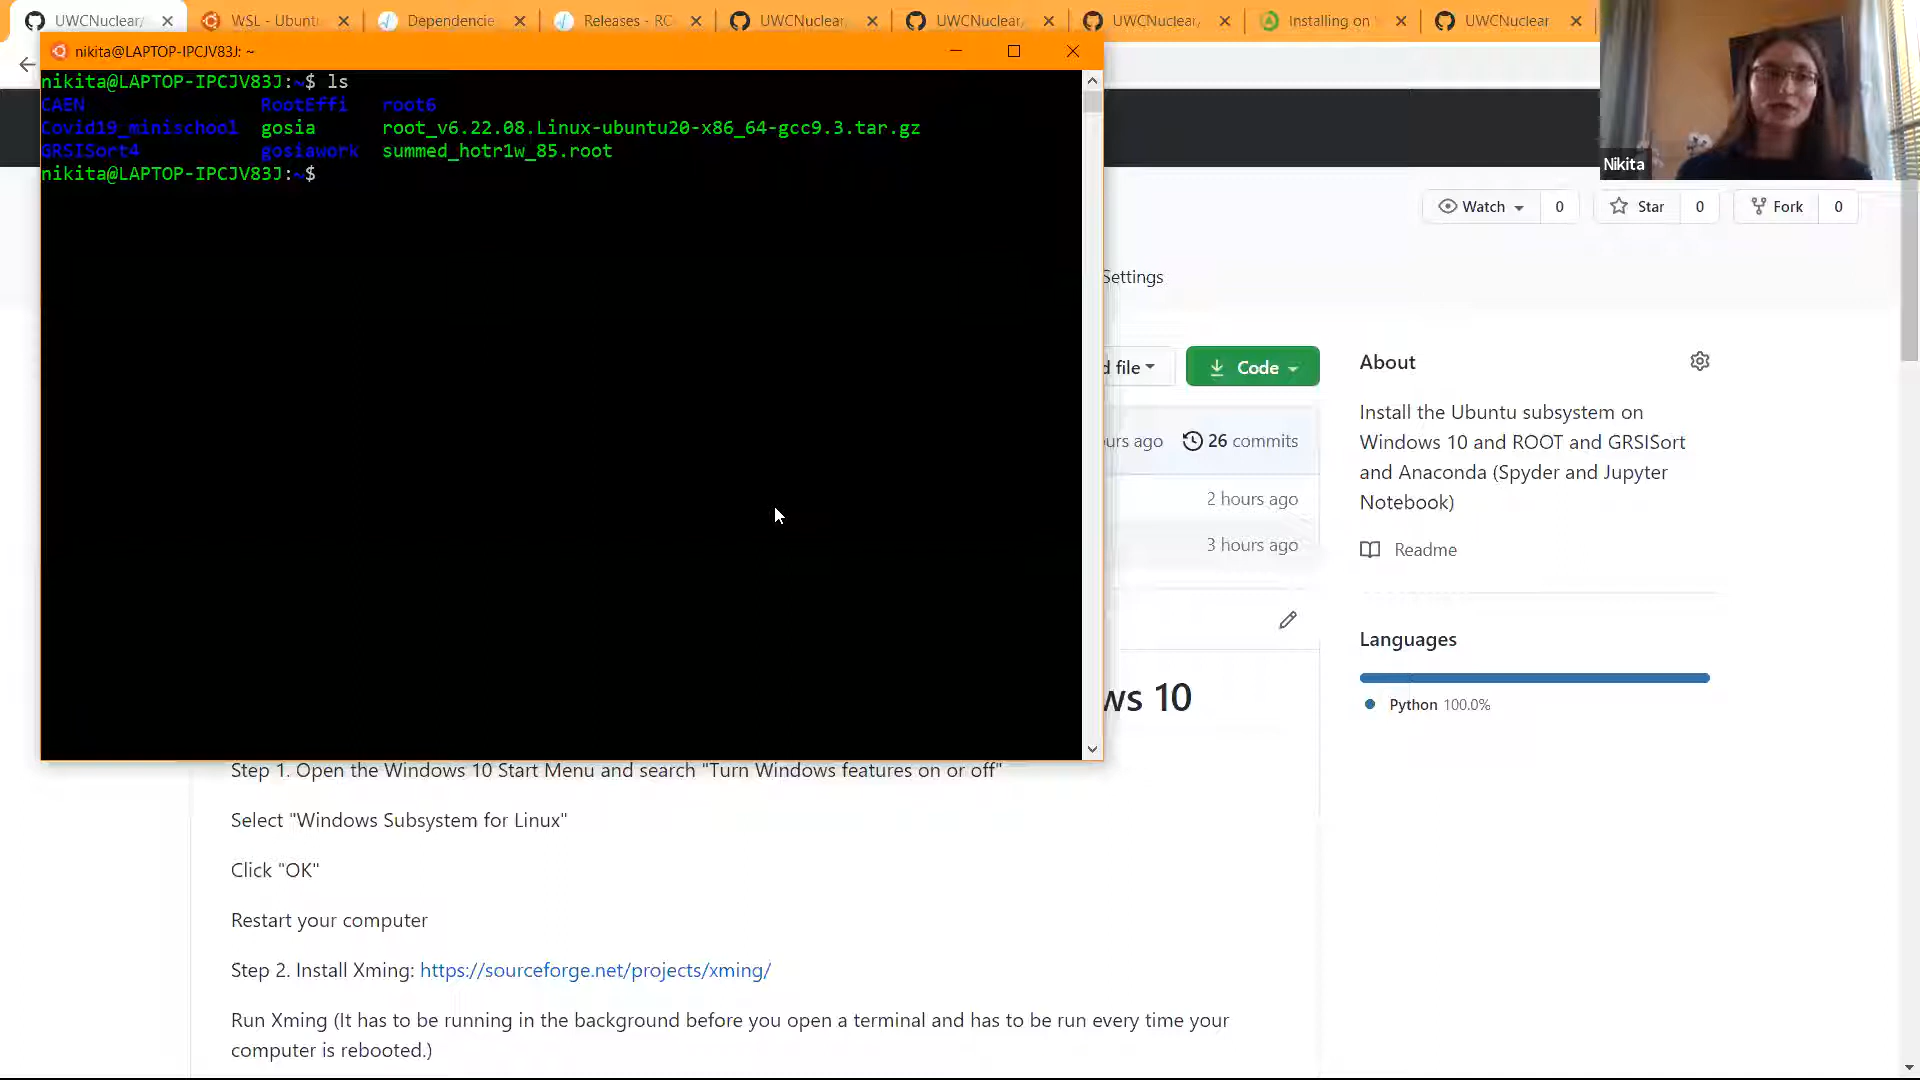 UWCNuclear/
WSL - Ubuntu
Dependencie
Releases - RC
UWCNuclear/
UWCNuclear/
UWCNuclear/
Installing on
UWCNuclear
nikita@LAPTOP-IPCJV83J: ~
nikita@LAPTOP-IPCJV83J:~$ ls
CAEN RootEffi root6
Covid19_minischool gosia root_v6.22.08.Linux-ubuntu20-x86_64-gcc9.3.tar.gz
GRSISort4 gosiawork summed_hotr1w_85.root
nikita@LAPTOP-IPCJV83J:~$
Nikita
Watch 0
Star 0
Fork 0
Settings
d file
Code
About
Install the Ubuntu subsystem on
Windows 10 and ROOT and GRSISort
and Anaconda (Spyder and Jupyter
Notebook)
urs ago 26 commits
2 hours ago
3 hours ago
Readme
Languages
Python 100.0%
ws 10
Step 1. Open the Windows 10 Start Menu and search "Turn Windows features on or off"
Select "Windows Subsystem for Linux"
Click "OK"
Restart your computer
Step 2. Install Xming: https://sourceforge.net/projects/xming/
Run Xming (It has to be running in the background before you open a terminal and has to be run every time your
computer is rebooted.)